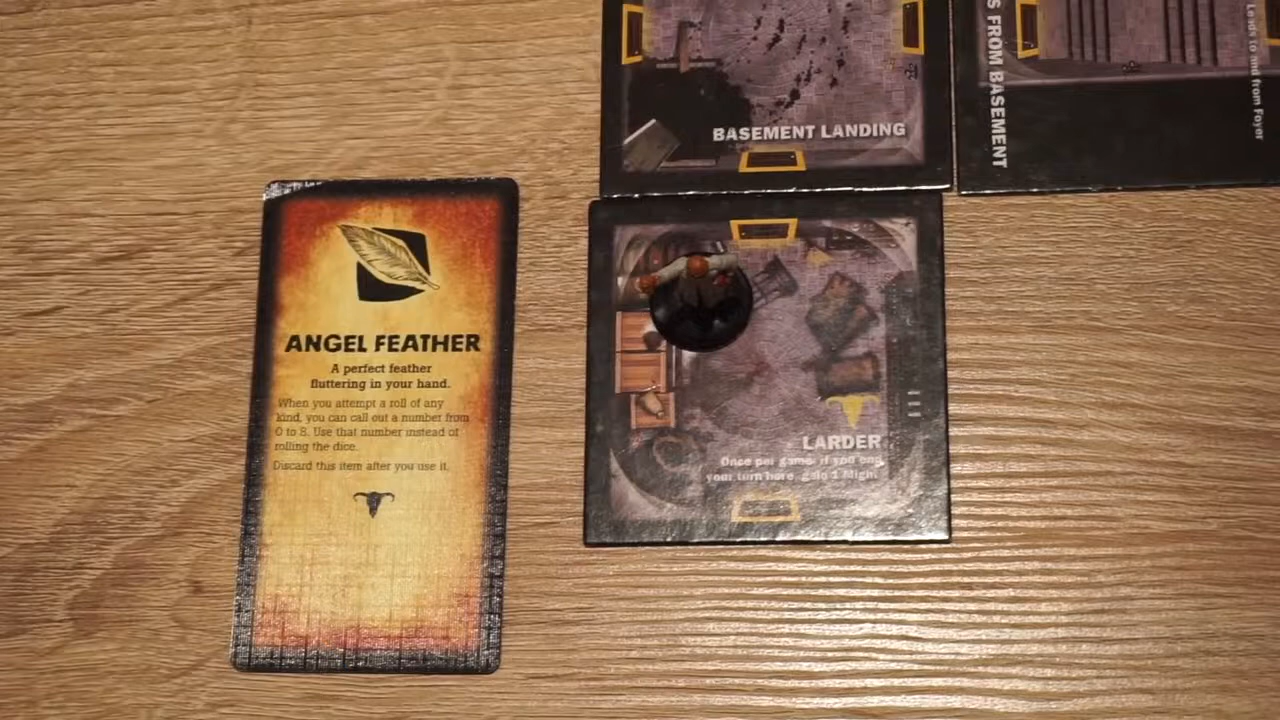 BASEMENT LANDING
S FROM BASEMENT
Leads to and from Foyer
ANGEL FEATHER
A perfect feather
fluttering in your hand.
When you attempt a roll of any
kind, you can call out a number from
0 to 8. Use that number instead of
rolling the dice.
Discard this item after you use it.
LARDER
Once per game, if you end
your turn here, gain 1 Might.